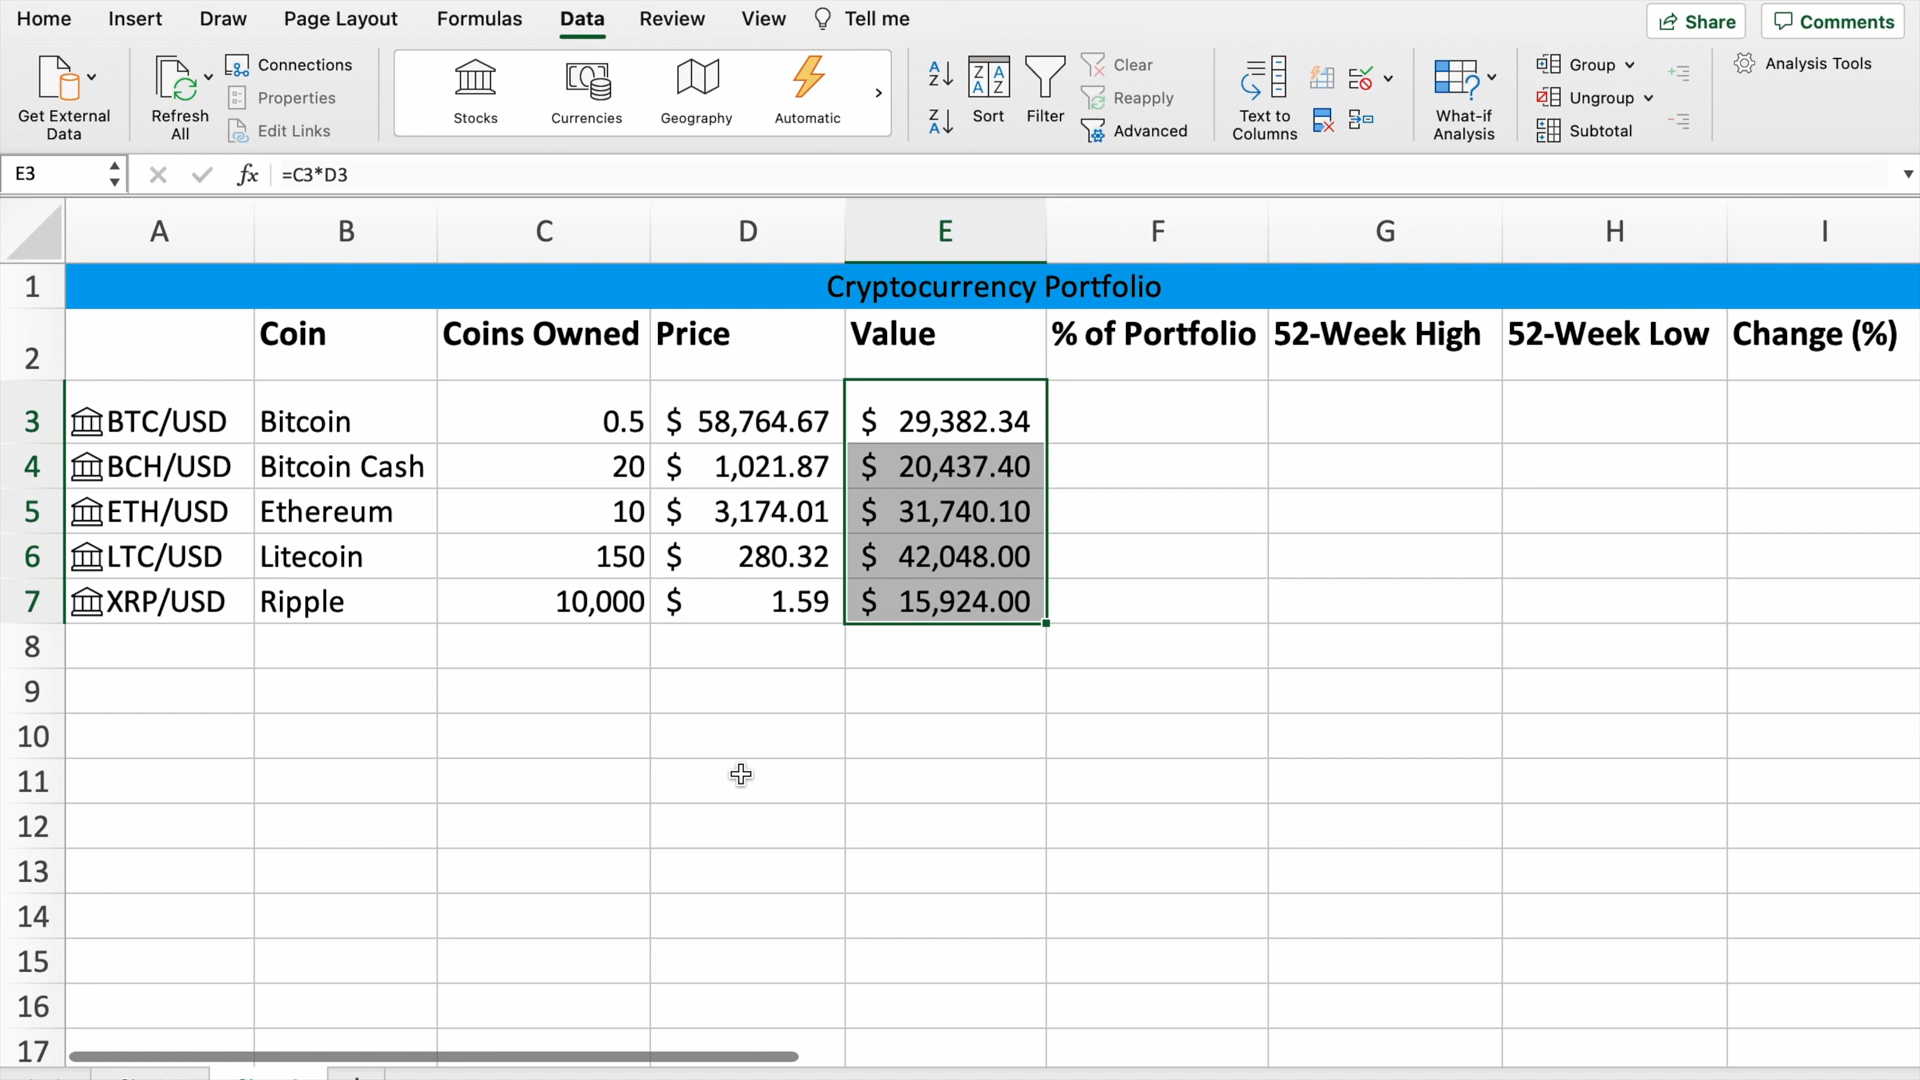 Home Insert Draw Page Layout Formulas Data Review View Tell me Share Comments
Get External Data
Refresh All
Connections
Properties
Edit Links
Stocks Currencies Geography Automatic
Sort Filter
Clear
Reapply
Advanced
Text to Columns
What-if Analysis
Group
Ungroup
Subtotal
Analysis Tools
E3 fx =C3*D3
A B C D E F G H I
1 Cryptocurrency Portfolio
2 Coin Coins Owned Price Value % of Portfolio 52-Week High 52-Week Low Change (%)
3 BTC/USD Bitcoin 0.5 $ 58,764.67 $ 29,382.34
4 BCH/USD Bitcoin Cash 20 $ 1,021.87 $ 20,437.40
5 ETH/USD Ethereum 10 $ 3,174.01 $ 31,740.10
6 LTC/USD Litecoin 150 $ 280.32 $ 42,048.00
7 XRP/USD Ripple 10,000 $ 1.59 $ 15,924.00
8
9
10
11
12
13
14
15
16
17